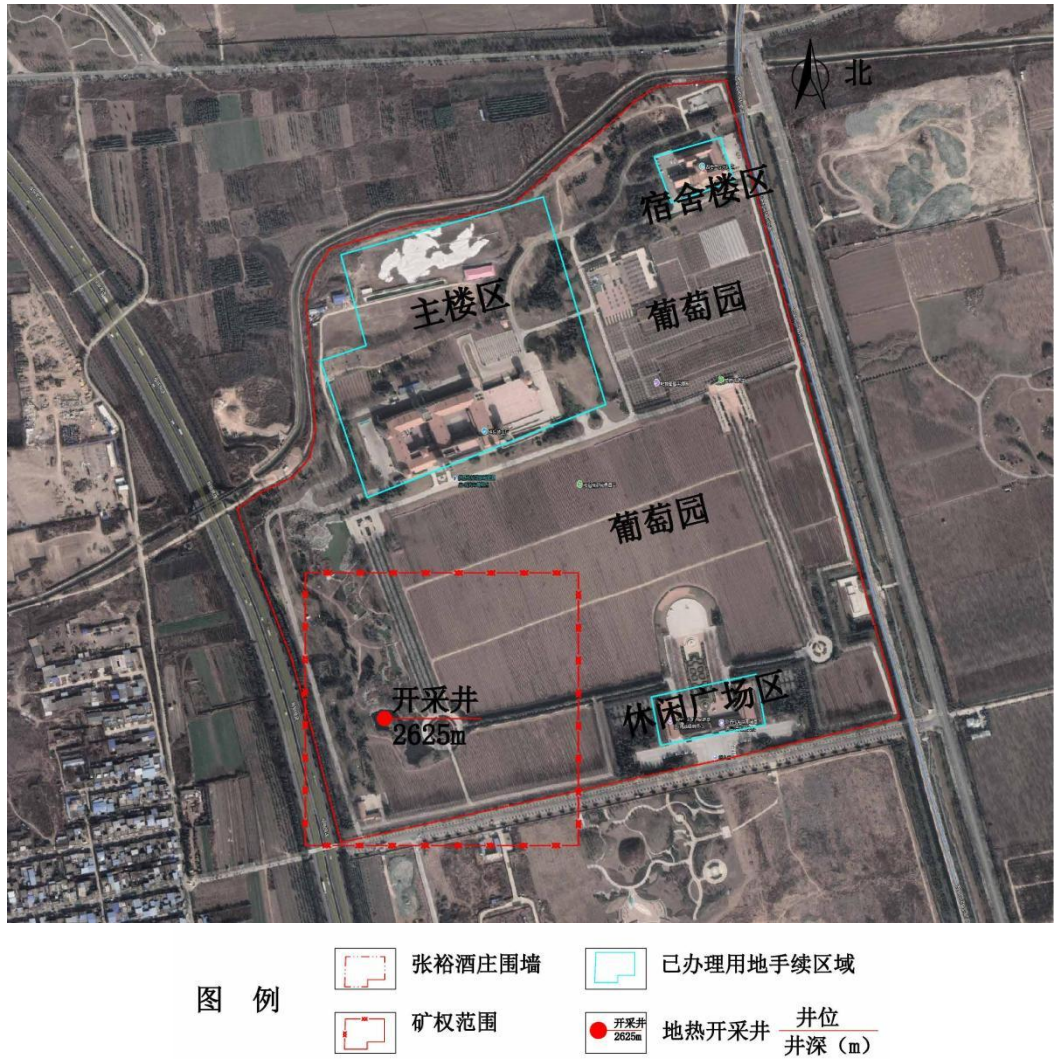 北
宿舍楼区
主楼区
葡萄园
葡萄园
开采井
2625m
休闲广场区
图 例
张裕酒庄围墙
已办理用地手续区域
矿权范围
开采井
2625m
地热开采井
井位
井深（m）